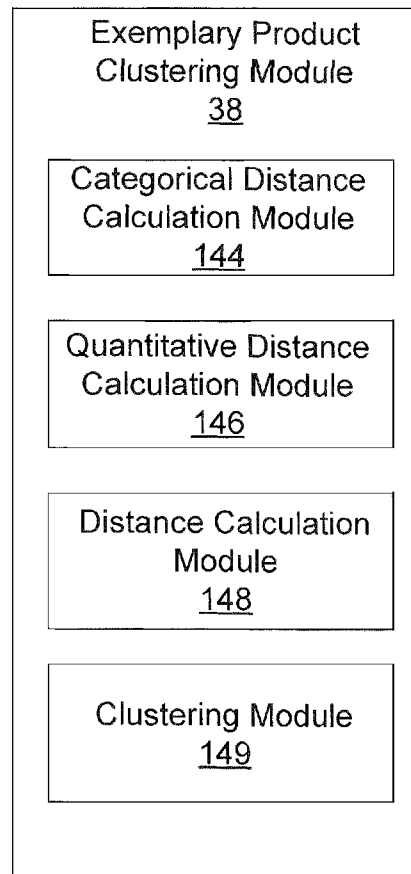 Exemplary Product
Clustering Module
38
Categorical Distance
Calculation Module
144
Quantitative Distance
Calculation Module
146
Distance Calculation
Module
148
Clustering Module
149